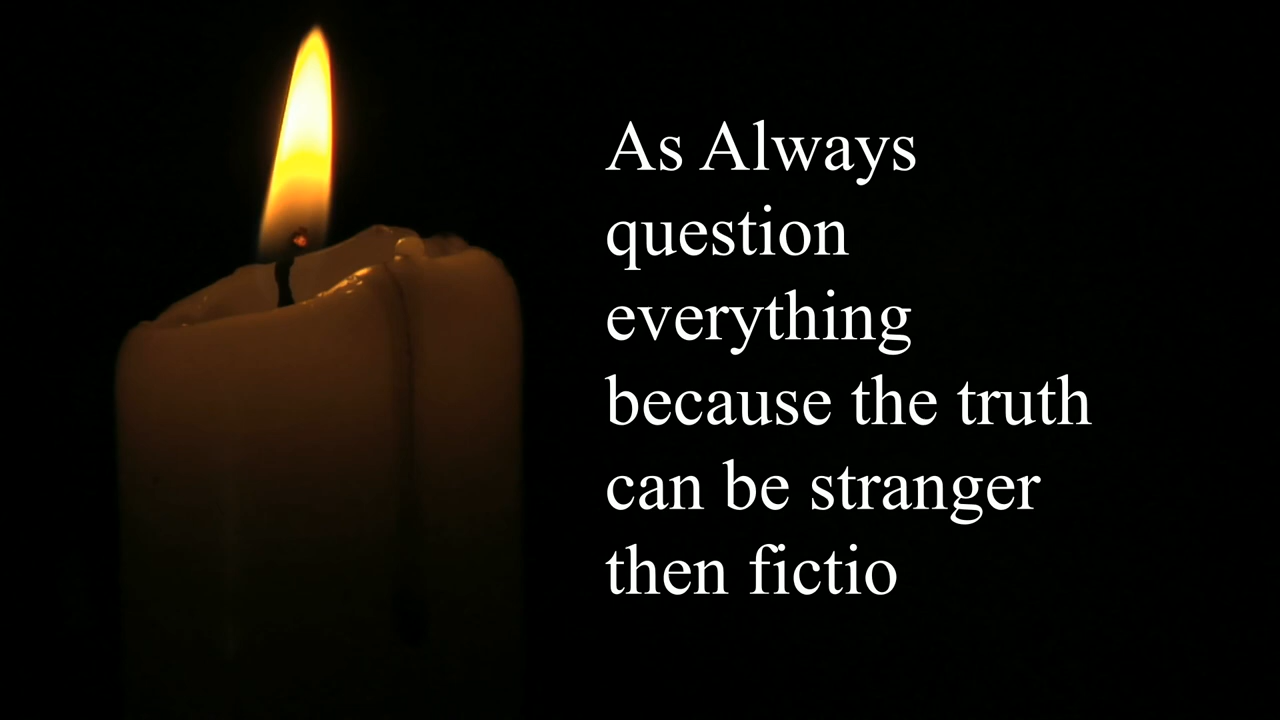 As Always
question
everything
because the truth
can be stranger
then fictio